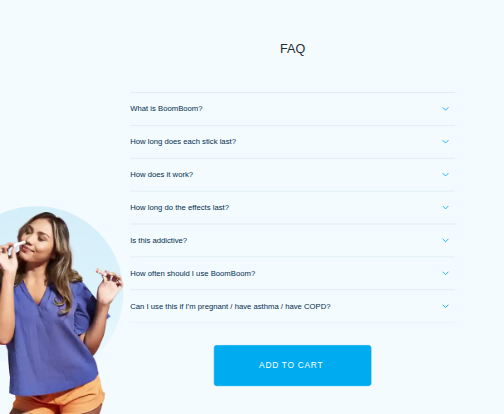 FAQ
What is BoomBoom?
How long does each stick last?
How does it work?
How long do the effects last?
Is this addictive?
How often should I use BoomBoom?
Can I use this if I'm pregnant / have asthma / have COPD?
ADD TO CART